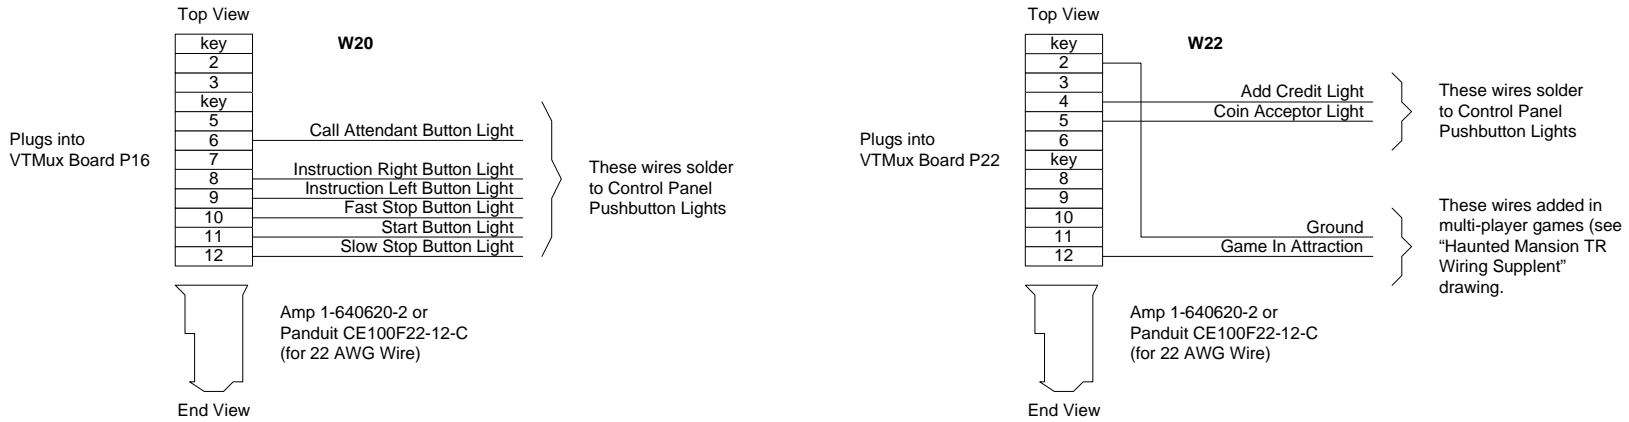 Top View
W20
key
2
3
key
5
6
7
8
9
10
11
12
Plugs into
VTMux Board P16
Call Attendant Button Light
Instruction Right Button Light
Instruction Left Button Light
Fast Stop Button Light
Start Button Light
Slow Stop Button Light
These wires solder
to Control Panel
Pushbutton Lights
Amp 1-640620-2 or
Panduit CE100F22-12-C
(for 22 AWG Wire)
End View
Top View
W22
key
2
3
4
5
6
key
8
9
10
11
12
Plugs into
VTMux Board P22
Add Credit Light
Coin Acceptor Light
These wires solder
to Control Panel
Pushbutton Lights
Ground
Game In Attraction
These wires added in
multi-player games (see
“Haunted Mansion TR
Wiring Supplent”
drawing.
Amp 1-640620-2 or
Panduit CE100F22-12-C
(for 22 AWG Wire)
End View